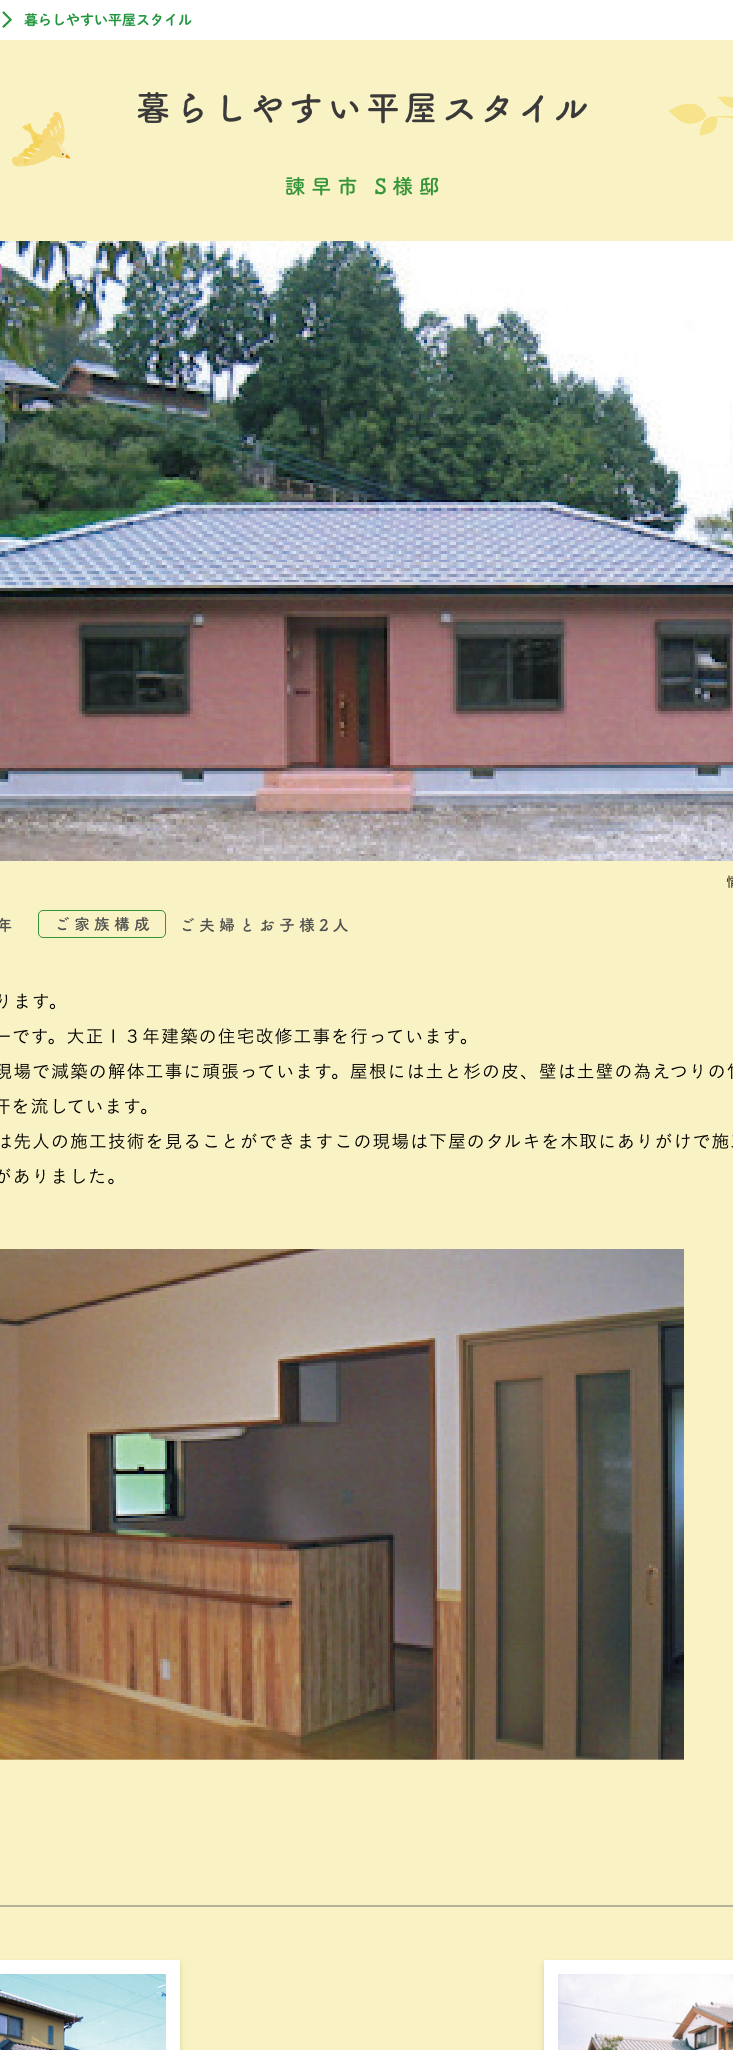 暮らしやすい平屋スタイル
暮らしやすい平屋スタイル
諫早市 S様邸
年 ご家族構成 ご夫婦とお子様2人
ります。
ーです。大正１３年建築の住宅改修工事を行っています。
現場で減築の解体工事に頑張っています。屋根には土と杉の皮、壁は土壁の為えつりの
汗を流しています。
は先人の施工技術を見ることができますこの現場は下屋のタルキを木取にありがけで施
がありました。